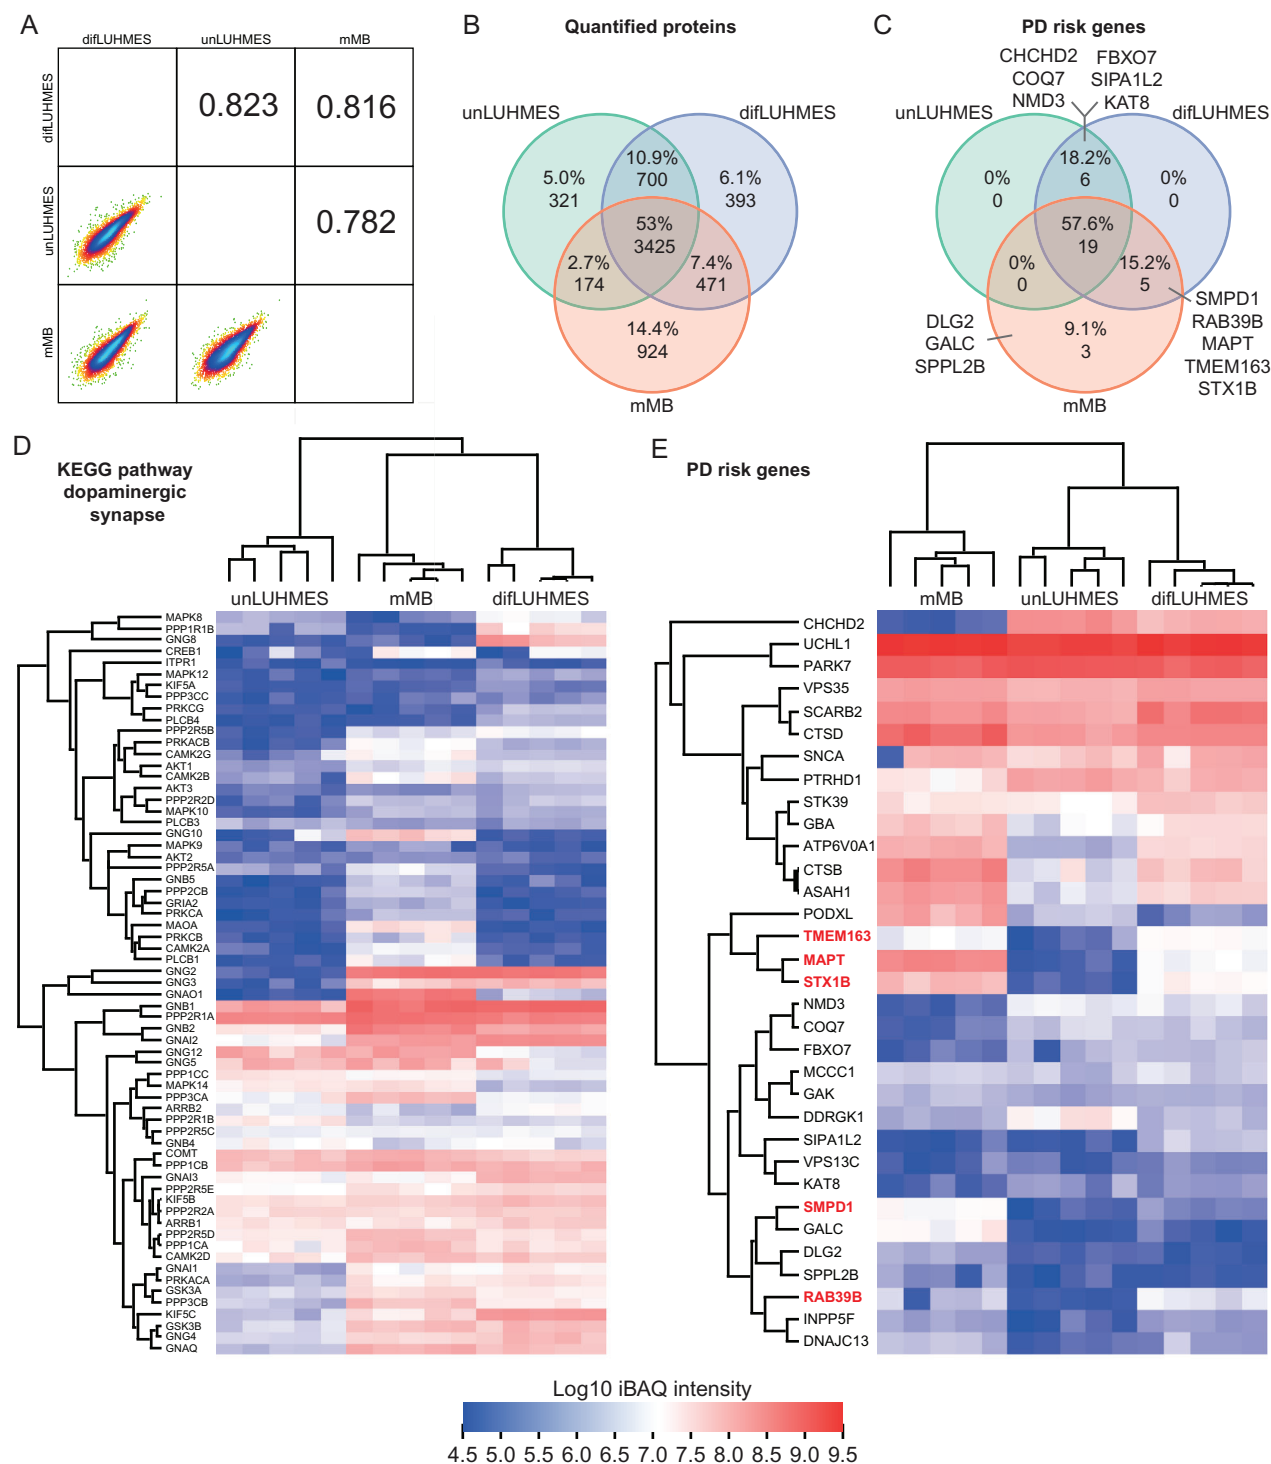 A
difLUHMES
unLUHMES
mMB
difLUHMES
0.823
0.816
unLUHMES
0.782
mMB
B
Quantified proteins
unLUHMES
difLUHMES
10.9%
700
5.0%
321
6.1%
393
53%
3425
2.7%
174
7.4%
471
14.4%
924
mMB
C
PD risk genes
CHCHD2
COQ7
NMD3
FBXO7
SIPA1L2
KAT8
unLUHMES
difLUHMES
18.2%
6
0%
0
0%
0
57.6%
19
0%
0
15.2%
5
SMPD1
RAB39B
MAPT
TMEM163
STX1B
DLG2
GALC
SPPL2B
9.1%
3
mMB
D
KEGG pathway
dopaminergic
synapse
unLUHMES
mMB
difLUHMES
MAPK8
PPP1R1B
GNG8
CREB1
ITPR1
MAPK12
KIF5A
PPP3CC
PRKCG
PLCB4
PPP2R5B
PRKACB
CAMK2G
AKT1
CAMK2B
AKT3
PPP2R2D
MAPK10
PLCB3
GNG10
MAPK9
AKT2
PPP2R5A
GNB5
PPP2CB
GRIA2
PRKCA
MAOA
PRKCB
CAMK2A
PLCB1
GNG2
GNG3
GNAO1
GNB1
PPP2R1A
GNB2
GNAI2
GNG12
GNG5
PPP1CC
MAPK14
PPP3CA
ARRB2
PPP2R1B
PPP2R5C
GNB4
COMT
PPP1CB
GNAI3
PPP2R5E
KIF5B
PPP2R2A
ARRB1
PPP2R5D
PPP1CA
CAMK2D
GNAI1
PRKACA
GSK3A
PPP3CB
KIF5C
GSK3B
GNG4
GNAQ
E
PD risk genes
mMB
unLUHMES
difLUHMES
CHCHD2
UCHL1
PARK7
VPS35
SCARB2
CTSD
SNCA
PTRHD1
STK39
GBA
ATP6V0A1
CTSB
ASAH1
PODXL
TMEM163
MAPT
STX1B
NMD3
COQ7
FBXO7
MCCC1
GAK
DDRGK1
SIPA1L2
VPS13C
KAT8
SMPD1
GALC
DLG2
SPPL2B
RAB39B
INPP5F
DNAJC13
Log10 iBAQ intensity
4.5 5.0 5.5 6.0 6.5 7.0 7.5 8.0 8.5 9.0 9.5